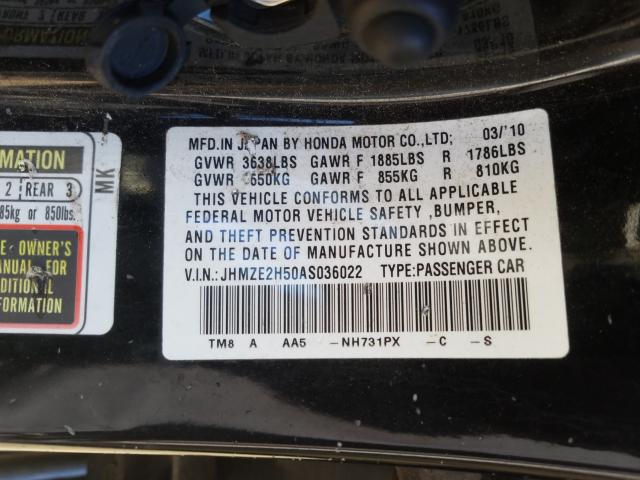 MFD.IN JAPAN BY HONDA MOTOR CO.,LTD; 03/'10
GVWR 3638LBS GAWR F 1885LBS R 1786LBS
GVWR 1650KG GAWR F 855KG R 810KG
THIS VEHICLE CONFORMS TO ALL APPLICABLE
FEDERAL MOTOR VEHICLE SAFETY ,BUMPER,
AND THEFT PREVENTION STANDARDS IN EFFECT
ON THE DATE OF MANUFACTURE SHOWN ABOVE.
V.I.N.:JHMZE2H50AS036022 TYPE:PASSENGER CAR
TM8 A AA5 -NH731PX -C -S
MATION
2 REAR 3
85kg or 850lbs.
OWNER'S
ANUAL FOR
DITIONAL
FORMATION
MK